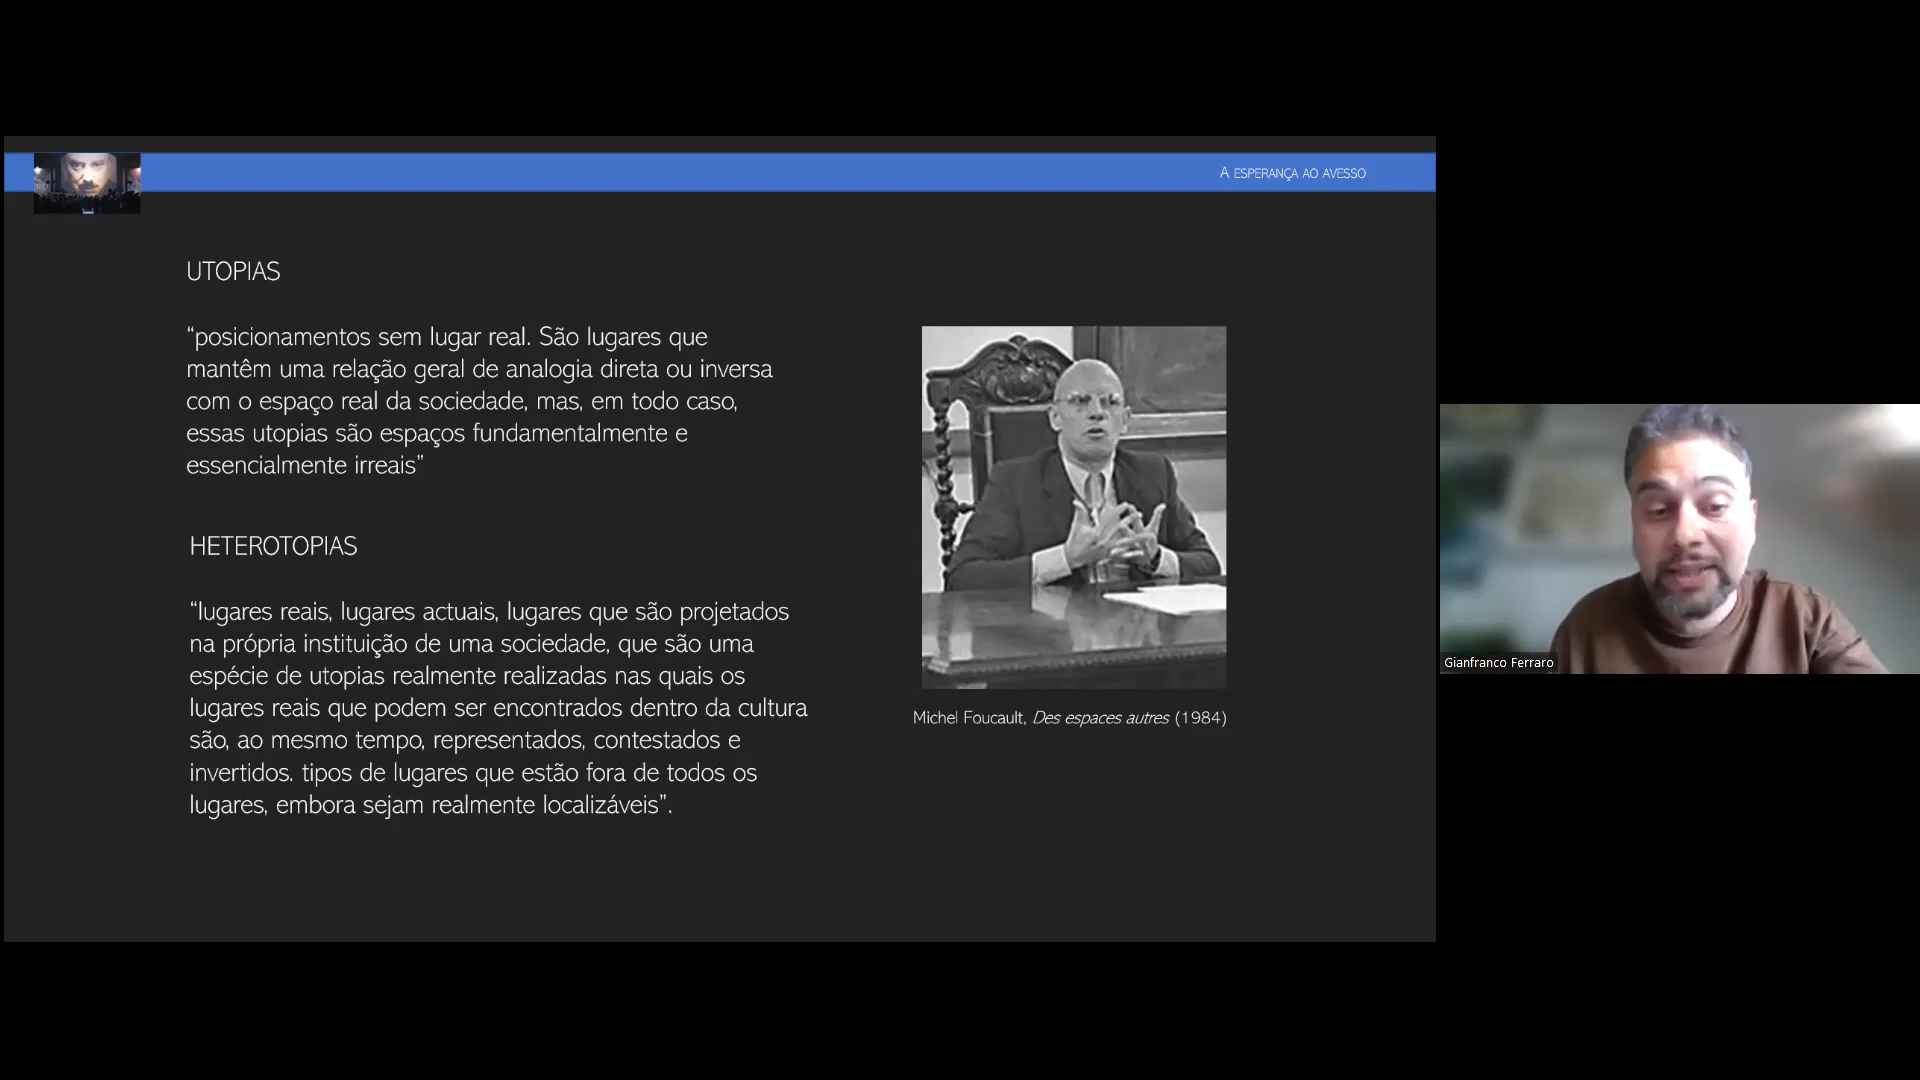 A ESPERANÇA AO AVESSO
UTOPIAS
“posicionamentos sem lugar real. São lugares que
mantêm uma relação geral de analogia direta ou inversa
com o espaço real da sociedade, mas, em todo caso,
essas utopias são espaços fundamentalmente e
essencialmente irreais”
HETEROTOPIAS
“lugares reais, lugares actuais, lugares que são projetados
na própria instituição de uma sociedade, que são uma
espécie de utopias realmente realizadas nas quais os
lugares reais que podem ser encontrados dentro da cultura
são, ao mesmo tempo, representados, contestados e
invertidos. tipos de lugares que estão fora de todos os
lugares, embora sejam realmente localizáveis”.
Michel Foucault, Des espaces autres (1984)
Gianfranco Ferraro